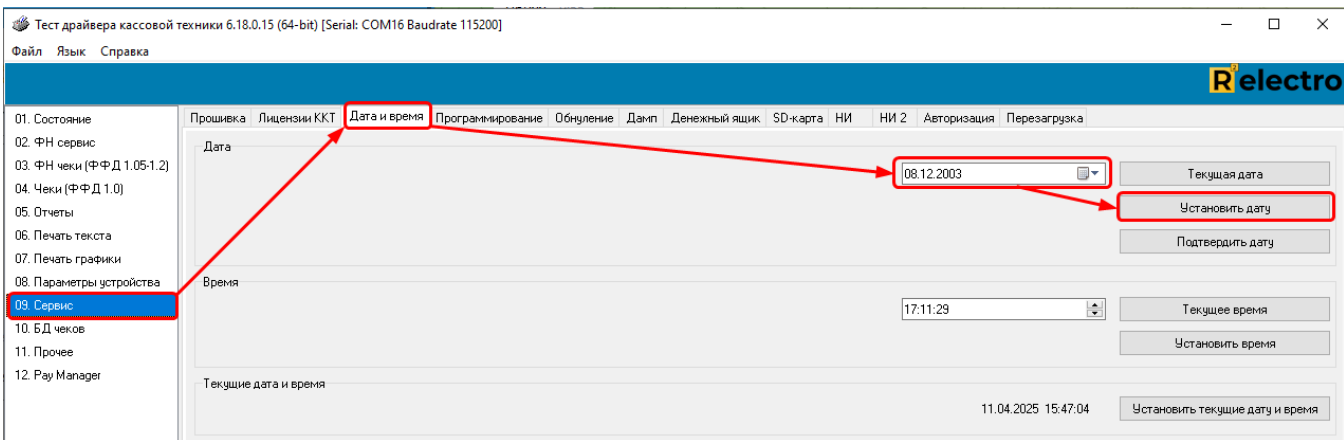 Тест драйвера кассовой техники 6.18.0.15 (64-bit) [Serial: COM16 Baudrate 115200]
Файл Язык Справка
R2electro
01. Состояние
02. ФН сервис
03. ФН чеки (ФФД 1.05-1.2)
04. Чеки (ФФД 1.0)
05. Отчеты
06. Печать текста
07. Печать графики
08. Параметры устройства
09. Сервис
10. БД чеков
11. Прочее
12. Pay Manager
Прошивка Лицензии ККТ Дата и время Программирование Обнуление Дамп Денежный ящик SD-карта НИ НИ 2 Авторизация Перезагрузка
Дата
08.12.2003
Текущая дата
Установить дату
Подтвердить дату
Время
17:11:29
Текущее время
Установить время
Текущие дата и время
11.04.2025 15:47:04
Установить текущие дату и время